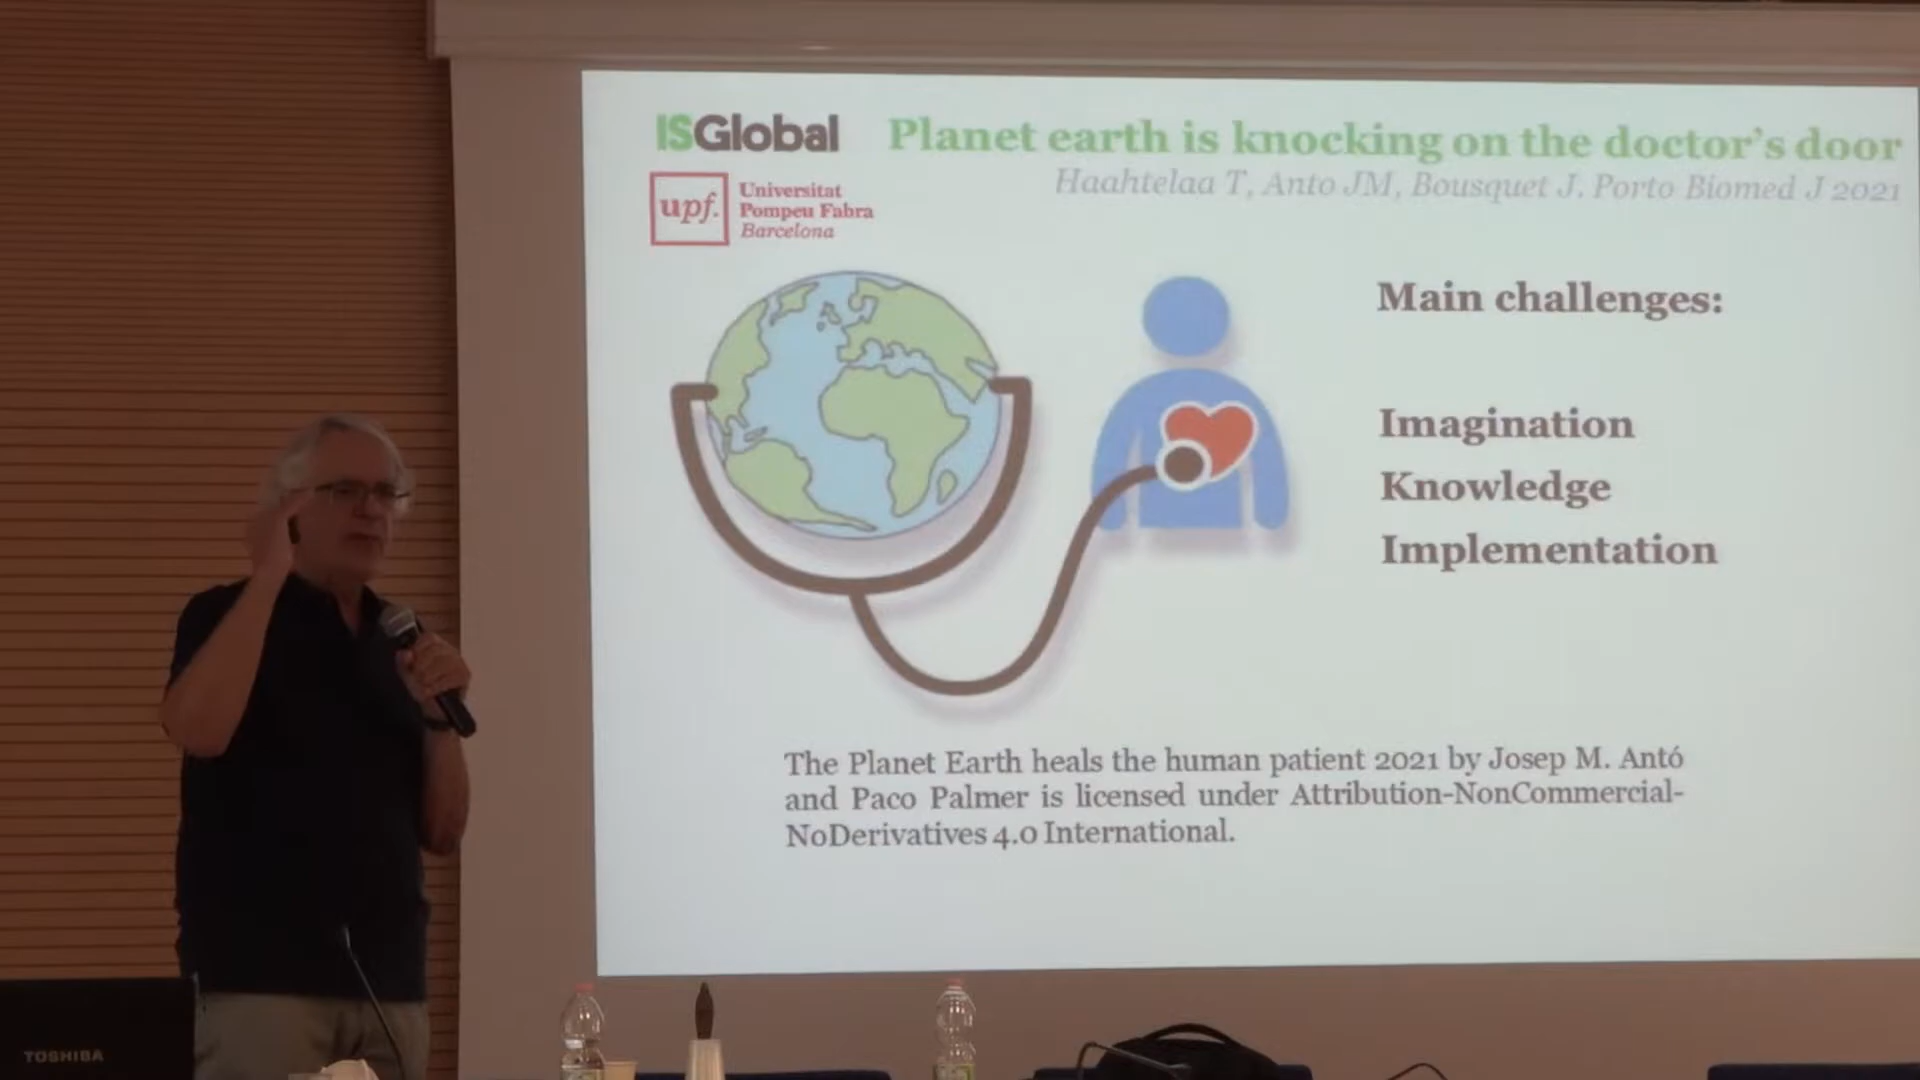 ISGlobal
Planet earth is knocking on the doctor's door
Haahtelaa T, Anto JM, Bousquet J. Porto Biomed J 2021
upf.
Universitat
Pompeu Fabra
Barcelona
Main challenges:
Imagination
Knowledge
Implementation
The Planet Earth heals the human patient 2021 by Josep M. Antó
and Paco Palmer is licensed under Attribution-NonCommercial-
NoDerivatives 4.0 International.
TOSHIBA